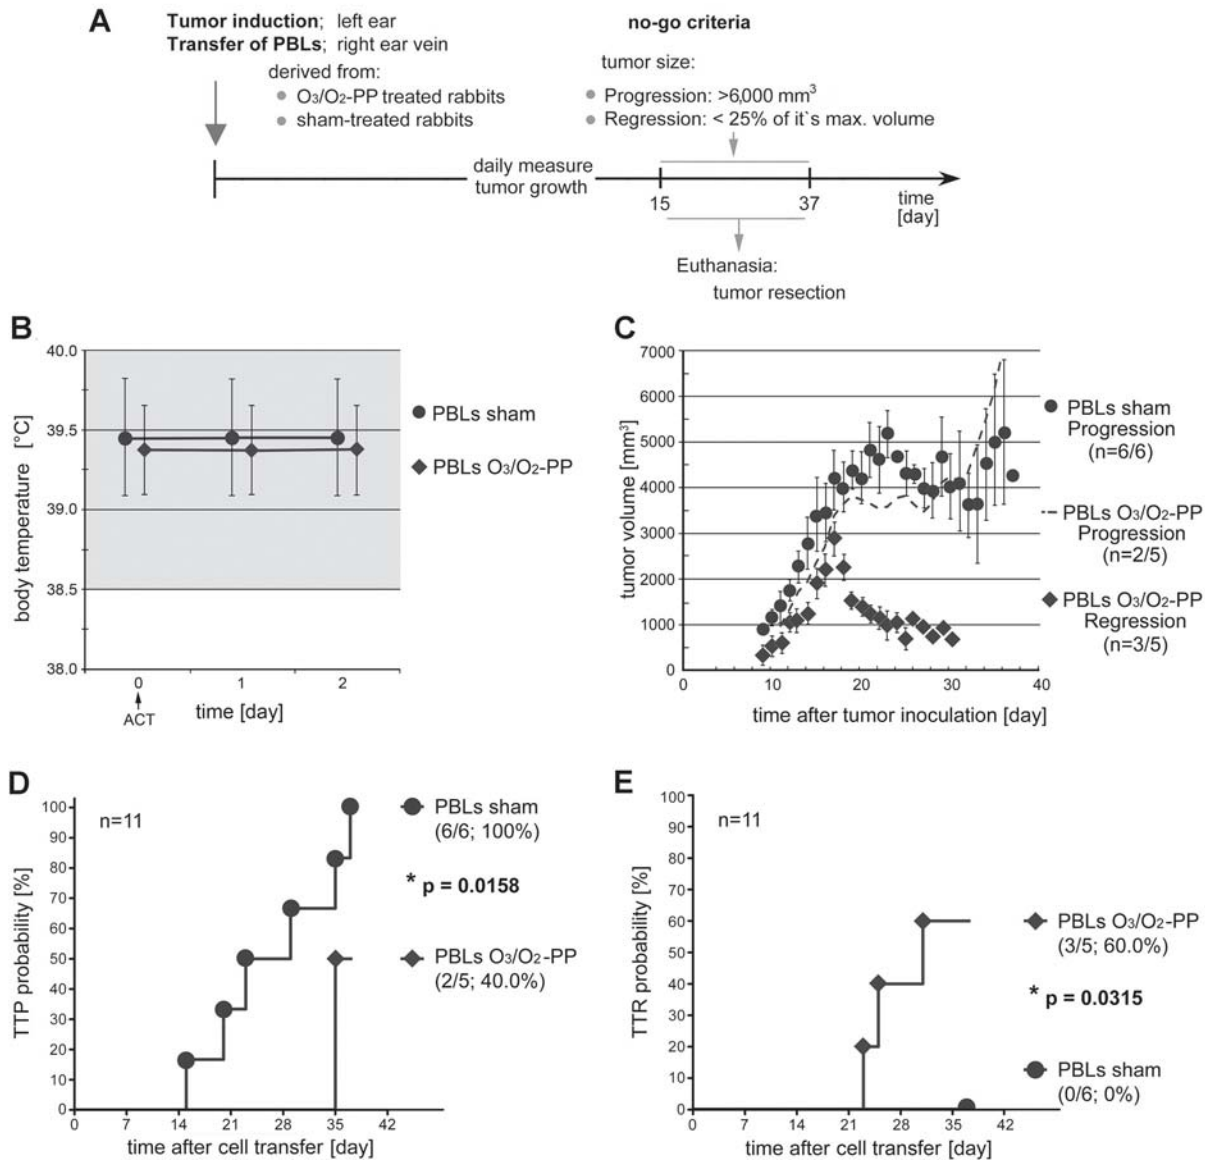 A
Tumor induction; left ear
Transfer of PBLs; right ear vein
derived from:
O3/O2-PP treated rabbits
sham-treated rabbits
no-go criteria
tumor size:
Progression: >6,000 mm³
Regression: < 25% of it`s max. volume
daily measure
tumor growth
15
37
time
[day]
Euthanasia:
tumor resection
B
body temperature [°C]
40.0
39.5
39.0
38.5
38.0
0
1
2
ACT
time [day]
PBLs sham
PBLs O3/O2-PP
C
tumor volume [mm³]
7000
6000
5000
4000
3000
2000
1000
0
0
10
20
30
40
time after tumor inoculation [day]
PBLs sham
Progression
(n=6/6)
PBLs O3/O2-PP
Progression
(n=2/5)
PBLs O3/O2-PP
Regression
(n=3/5)
D
TTP probability [%]
100
90
80
70
60
50
40
30
20
10
0
n=11
0
7
14
21
28
35
42
time after cell transfer [day]
PBLs sham
(6/6; 100%)
* p = 0.0158
PBLs O3/O2-PP
(2/5; 40.0%)
E
TTR probability [%]
100
90
80
70
60
50
40
30
20
10
0
n=11
0
7
14
21
28
35
42
time after cell transfer [day]
PBLs O3/O2-PP
(3/5; 60.0%)
* p = 0.0315
PBLs sham
(0/6; 0%)